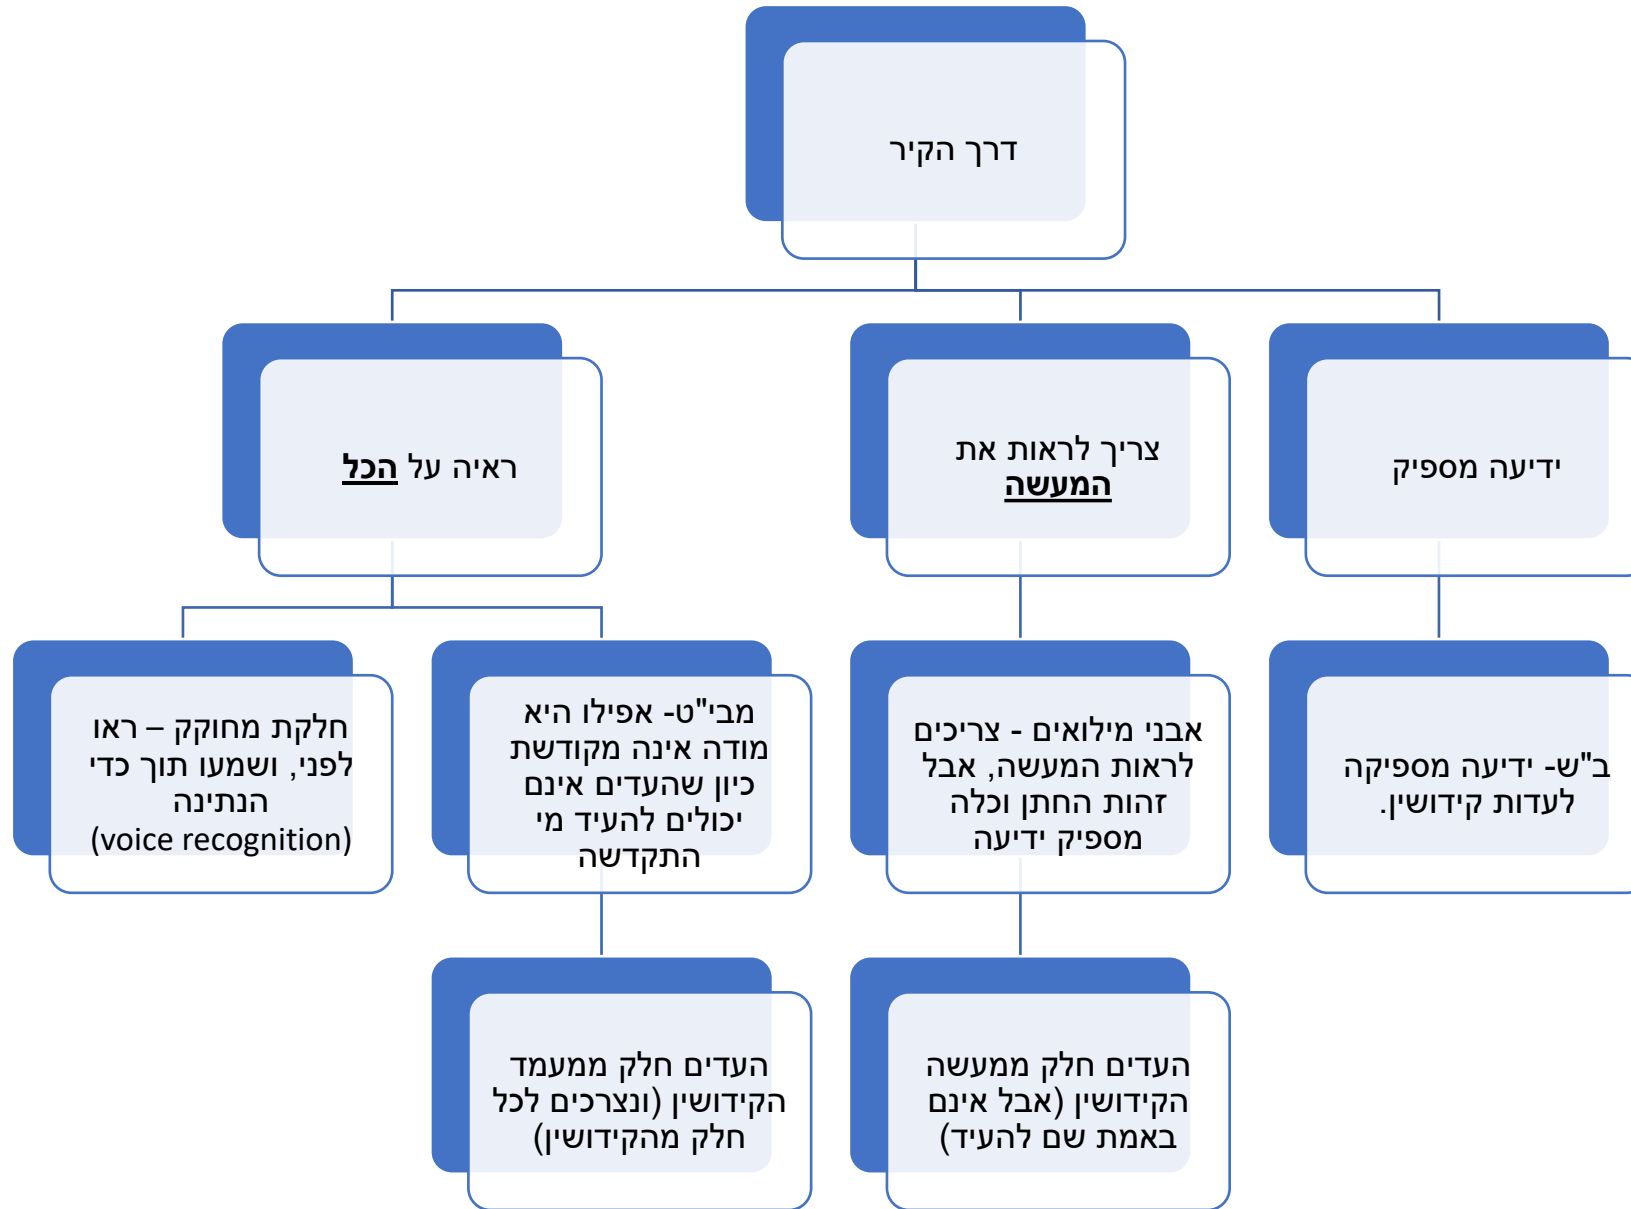 דרך הקיר
ידיעה מספיק
צריך לראות את
המעשה
ראיה על הכל
ב"ש- ידיעה מספיקה
לעדות קידושין.
אבני מילואים - צריכים
לראות המעשה, אבל
זהות החתן וכלה
מספיק ידיעה
מבי"ט- אפילו היא
מודה אינה מקודשת
כיון שהעדים אינם
יכולים להעיד מי
התקדשה
חלקת מחוקק – ראו
לפני, ושמעו תוך כדי
הנתינה
(voice recognition)
העדים חלק ממעשה
הקידושין (אבל אינם
באמת שם להעיד)
העדים חלק ממעמד
הקידושין (ונצרכים לכל
חלק מהקידושין)